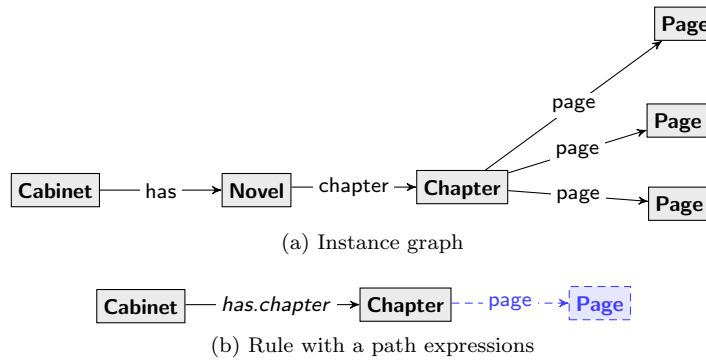 Page
page
page
Page
Cabinet
has
Novel
chapter
Chapter
page
Page
(a) Instance graph
Cabinet
has.chapter
Chapter
page
Page
(b) Rule with a path expressions